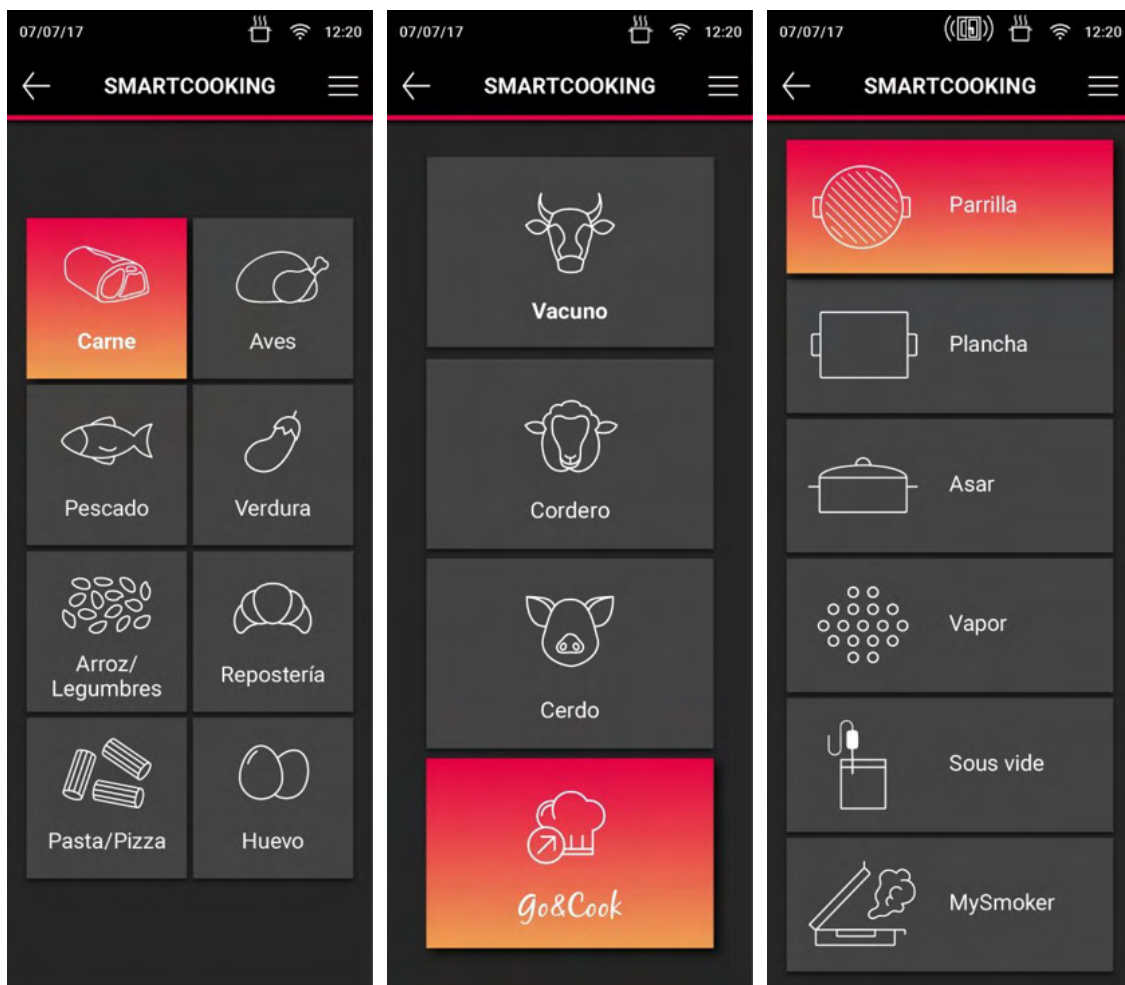 07/07/17 12:20
SMARTCOOKING
Carne
Aves
Pescado
Verdura
Arroz/
Legumbres
Repostería
Pasta/Pizza
Huevo
07/07/17 12:20
SMARTCOOKING
Vacuno
Cordero
Cerdo
Go&Cook
07/07/17 12:20
SMARTCOOKING
Parrilla
Plancha
Asar
Vapor
Sous vide
MySmoker